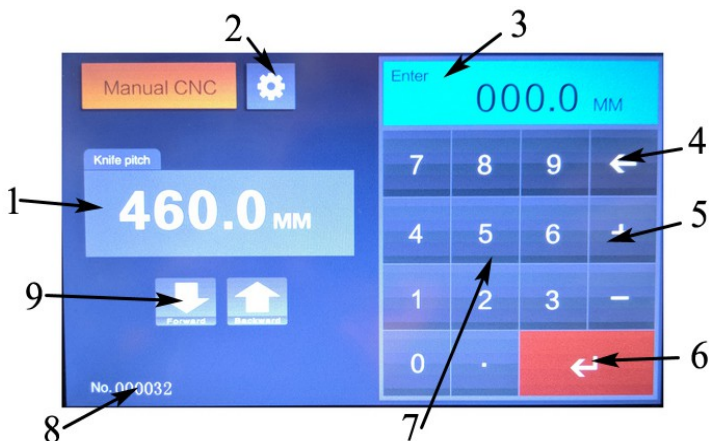 2
3
Manual CNC
Enter
000.0 MM
Knife pitch
7 8 9 ←
4
1
460.0 MM
4 5 6 +
5
9
Forward
Backward
1 2 3 −
0 . ↵
6
No.000032
8
7